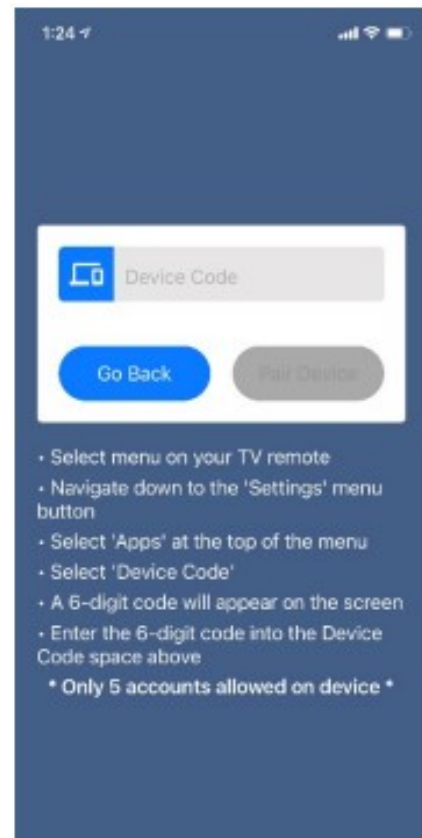 1:24
Device Code
Go Back Pair Device
• Select menu on your TV remote
• Navigate down to the 'Settings' menu
button
• Select 'Apps' at the top of the menu
• Select 'Device Code'
• A 6-digit code will appear on the screen
• Enter the 6-digit code into the Device
Code space above
* Only 5 accounts allowed on device *